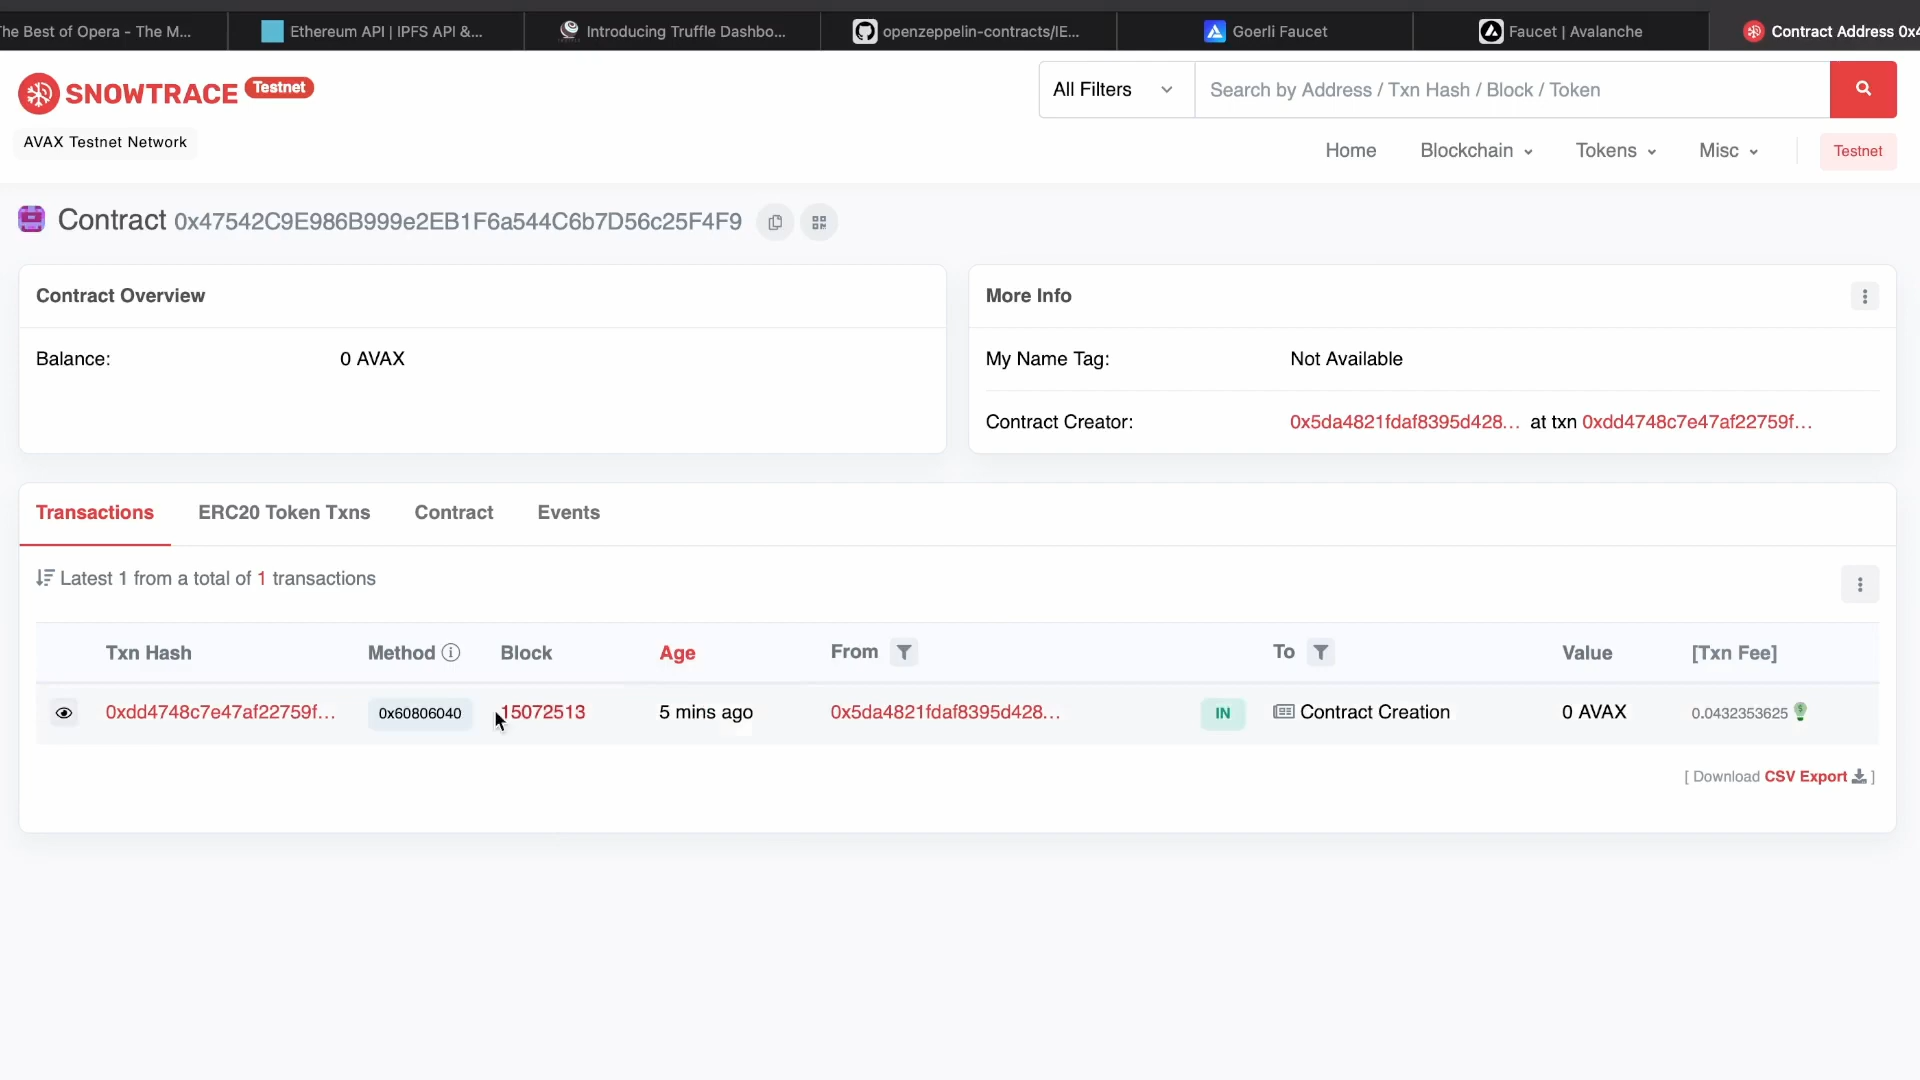 he Best of Opera - The M...
Ethereum API | IPFS API &...
Introducing Truffle Dashbo...
openzeppelin-contracts/IE...
Goerli Faucet
Faucet | Avalanche
Contract Address 0x4
SNOWTRACE Testnet
All Filters
Search by Address / Txn Hash / Block / Token
AVAX Testnet Network
Home
Blockchain
Tokens
Misc
Testnet
Contract 0x47542C9E986B999e2EB1F6a544C6b7D56c25F4F9
Contract Overview
Balance: 0 AVAX
More Info
My Name Tag: Not Available
Contract Creator: 0x5da4821fdaf8395d428... at txn 0xdd4748c7e47af22759f...
Transactions ERC20 Token Txns Contract Events
Latest 1 from a total of 1 transactions
Txn Hash Method Block Age From To Value [Txn Fee]
0xdd4748c7e47af22759f... 0x60806040 15072513 5 mins ago 0x5da4821fdaf8395d428... IN Contract Creation 0 AVAX 0.0432353625
[ Download CSV Export ]